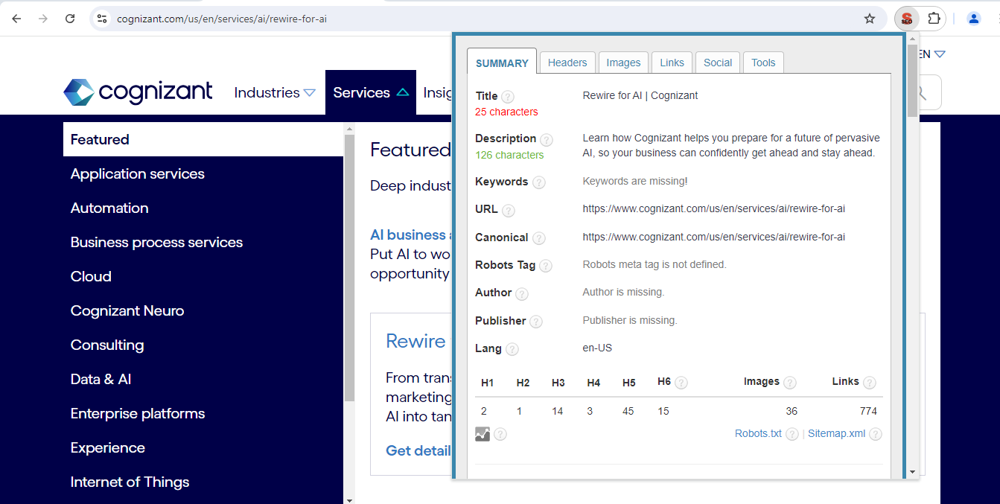 cognizant.com/us/en/services/ai/rewire-for-ai
SEO
EN
cognizant
Industries
Services
Insig
Featured
Application services
Automation
Business process services
Cloud
Cognizant Neuro
Consulting
Data & AI
Enterprise platforms
Experience
Internet of Things
Featured
Deep indust
AI business
Put AI to wo
opportunity
Rewire
From trans
marketing
AI into tan
Get detail
SUMMARY Headers Images Links Social Tools
Title ? Rewire for AI | Cognizant
25 characters
Description ? Learn how Cognizant helps you prepare for a future of pervasive
126 characters AI, so your business can confidently get ahead and stay ahead.
Keywords ? Keywords are missing!
URL ? https://www.cognizant.com/us/en/services/ai/rewire-for-ai
Canonical ? https://www.cognizant.com/us/en/services/ai/rewire-for-ai
Robots Tag ? Robots meta tag is not defined.
Author ? Author is missing.
Publisher ? Publisher is missing.
Lang ? en-US
H1 H2 H3 H4 H5 H6 ? Images ? Links ?
2 1 14 3 45 15 36 774
? Robots.txt ? | Sitemap.xml ?